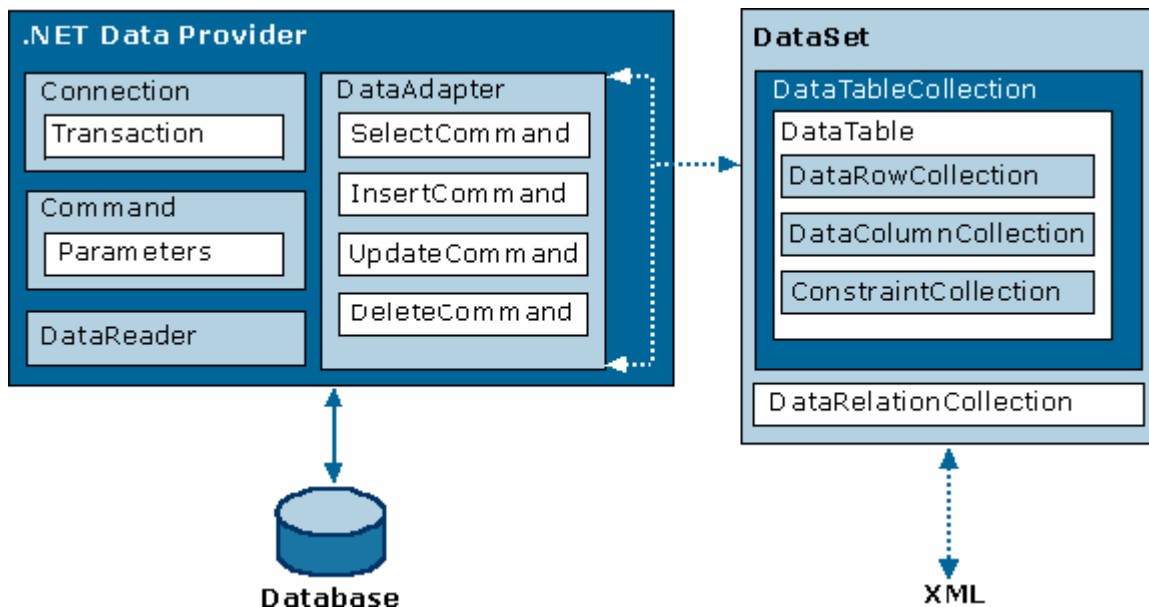 .NET Data Provider
Connection
Transaction
Command
Parameters
DataReader
DataAdapter
SelectCommand
InsertCommand
UpdateCommand
DeleteCommand
Database
DataSet
DataTableCollection
DataTable
DataRowCollection
DataColumnCollection
ConstraintCollection
DataRelationCollection
XML